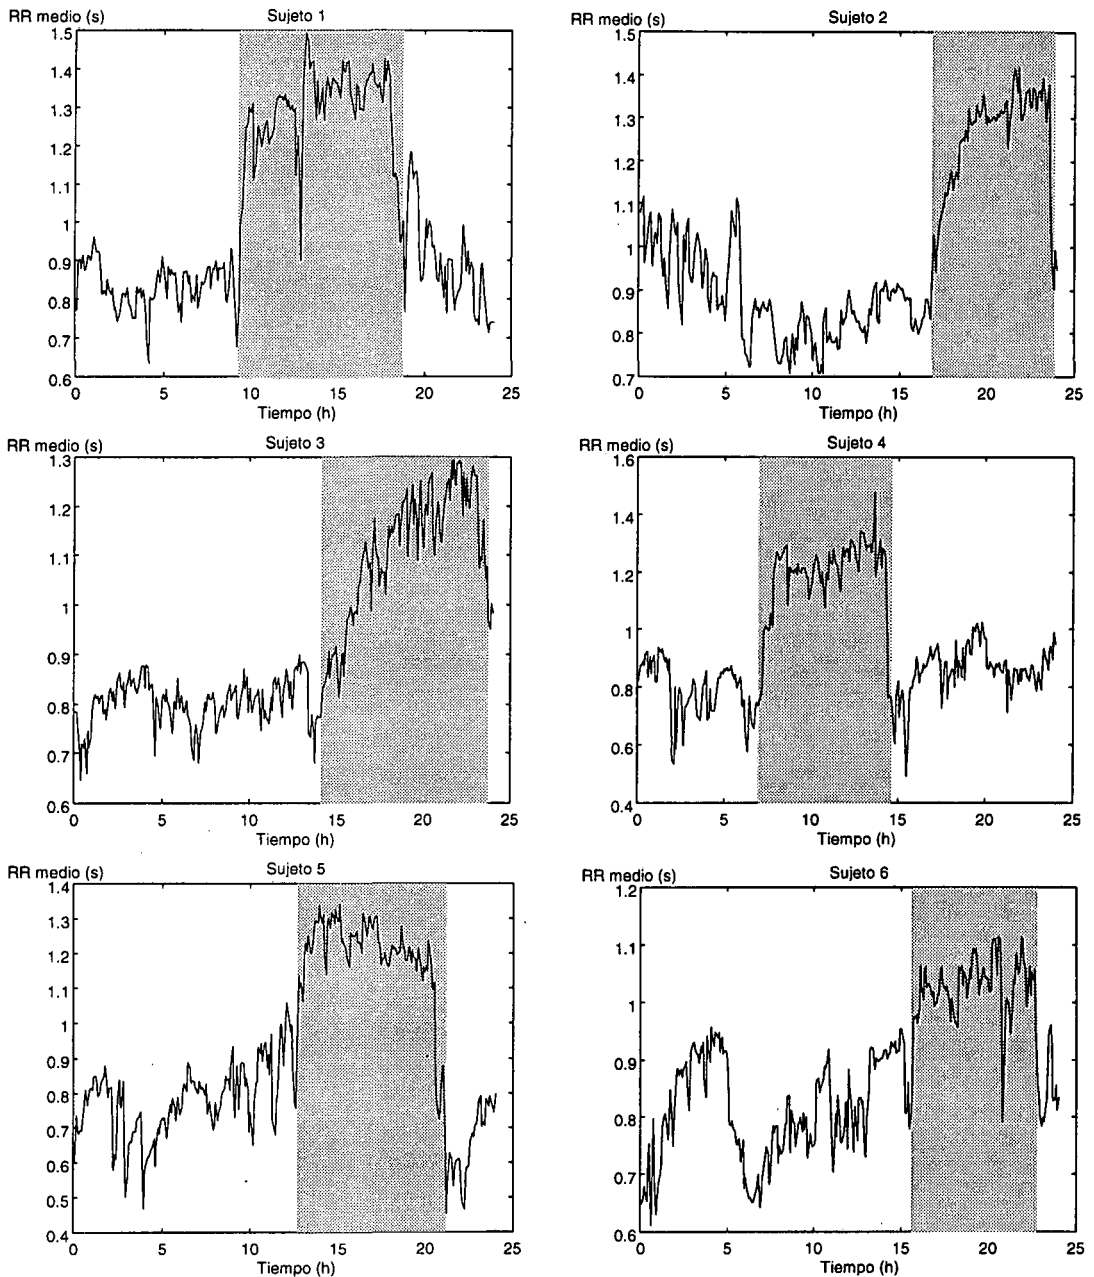 RR medio (s) Sujeto 1
1.5
1.4
1.3
1.2
1.1
1
0.9
0.8
0.7
0.6
0 5 10 15 20 25
Tiempo (h)
RR medio (s) Sujeto 2
1.5
1.4
1.3
1.2
1.1
1
0.9
0.8
0.7
0 5 10 15 20 25
Tiempo (h)
RR medio (s) Sujeto 3
1.3
1.2
1.1
1
0.9
0.8
0.7
0.6
0 5 10 15 20 25
Tiempo (h)
RR medio (s) Sujeto 4
1.6
1.4
1.2
1
0.8
0.6
0.4
0 5 10 15 20 25
Tiempo (h)
RR medio (s) Sujeto 5
1.4
1.3
1.2
1.1
1
0.9
0.8
0.7
0.6
0.5
0.4
0 5 10 15 20 25
Tiempo (h)
RR medio (s) Sujeto 6
1.2
1.1
1
0.9
0.8
0.7
0.6
0 5 10 15 20 25
Tiempo (h)